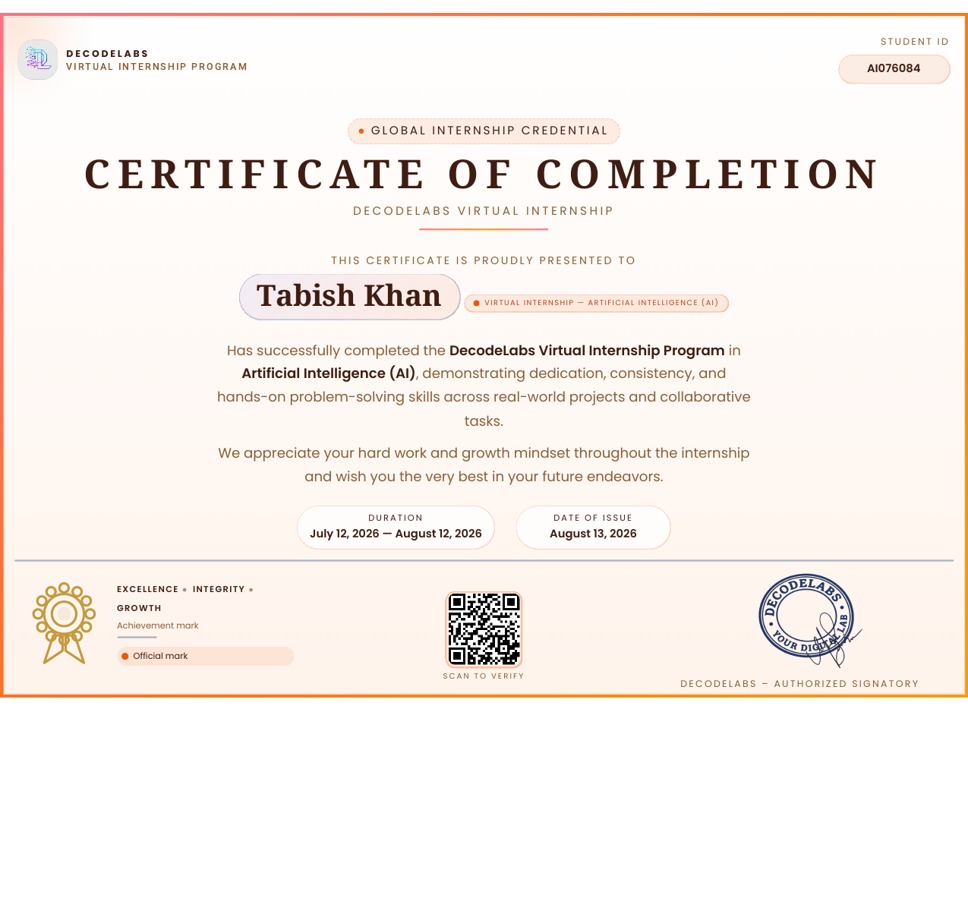 DECODELABS
VIRTUAL INTERNSHIP PROGRAM
STUDENT ID
AI076084
GLOBAL INTERNSHIP CREDENTIAL
CERTIFICATE OF COMPLETION
DECODELABS VIRTUAL INTERNSHIP
THIS CERTIFICATE IS PROUDLY PRESENTED TO
Tabish Khan
VIRTUAL INTERNSHIP — ARTIFICIAL INTELLIGENCE (AI)
Has successfully completed the DecodeLabs Virtual Internship Program in
Artificial Intelligence (AI), demonstrating dedication, consistency, and
hands-on problem-solving skills across real-world projects and collaborative
tasks.
We appreciate your hard work and growth mindset throughout the internship
and wish you the very best in your future endeavors.
DURATION
July 12, 2026 — August 12, 2026
DATE OF ISSUE
August 13, 2026
EXCELLENCE • INTEGRITY •
GROWTH
Achievement mark
Official mark
SCAN TO VERIFY
DECODELABS
YOUR DIGITAL LAB
DECODELABS – AUTHORIZED SIGNATORY